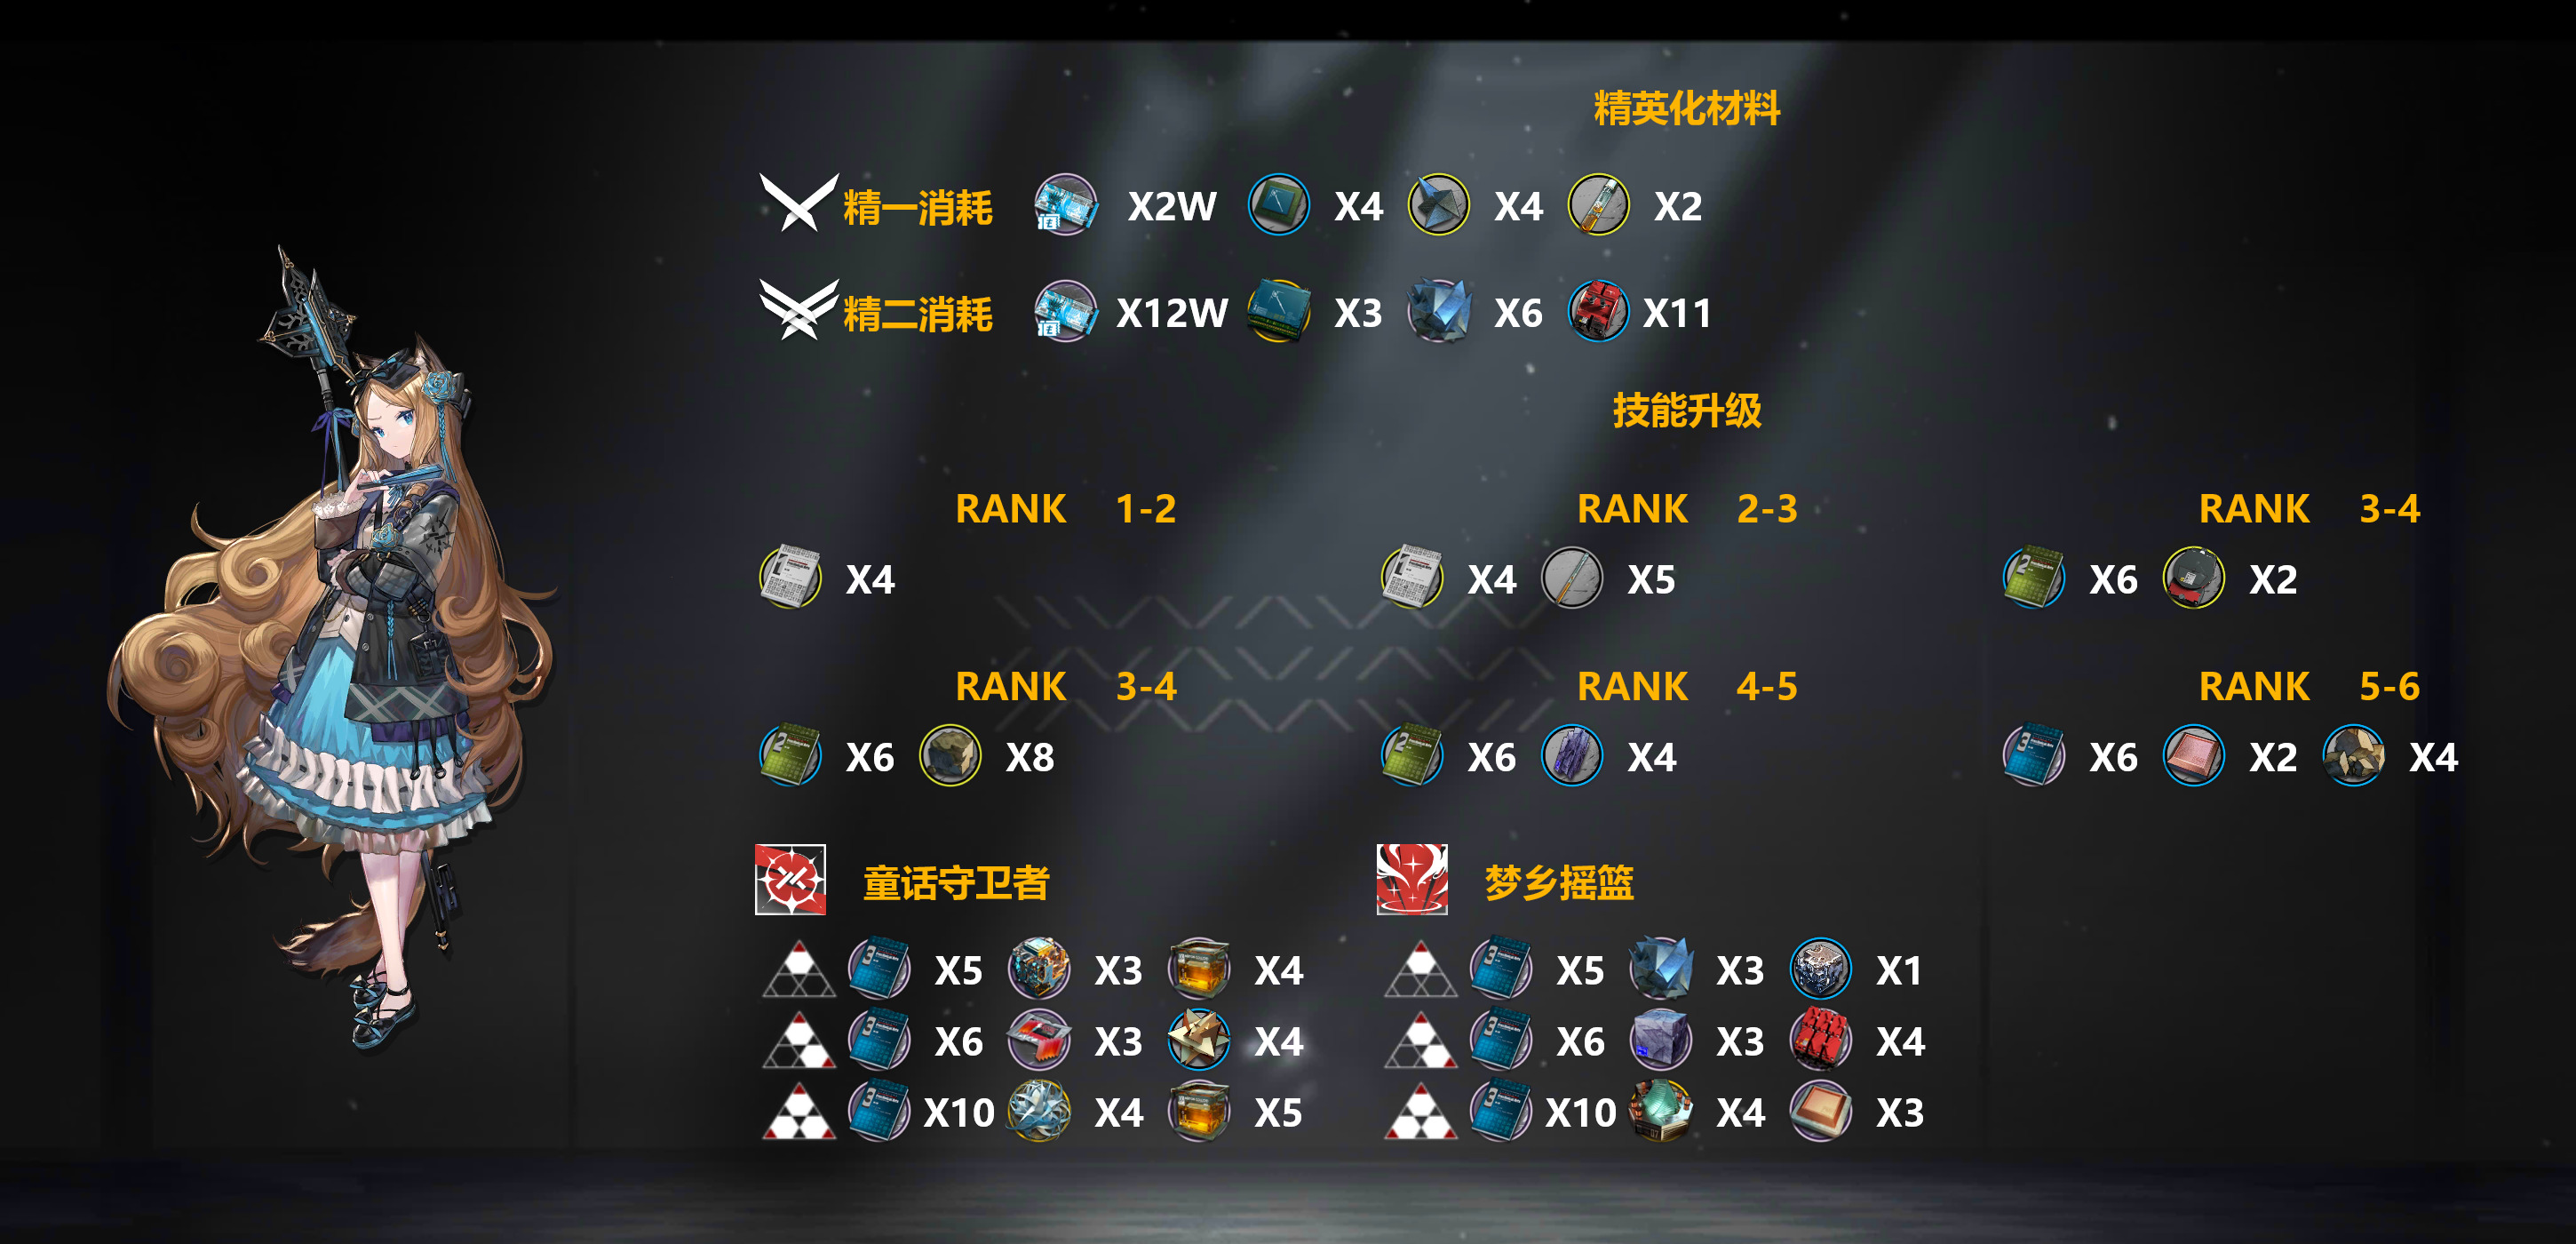 精英化材料
精一消耗 X2W X4 X4 X2
精二消耗 X12W X3 X6 X11
技能升级
RANK 1-2 RANK 2-3 RANK 3-4
X4 X4 X5 X6 X2
RANK 3-4 RANK 4-5 RANK 5-6
X6 X8 X6 X4 X6 X2 X4
童话守卫者 梦乡摇篮
X5 X3 X4 X5 X3 X1
X6 X3 X4 X6 X3 X4
X10 X4 X5 X10 X4 X3